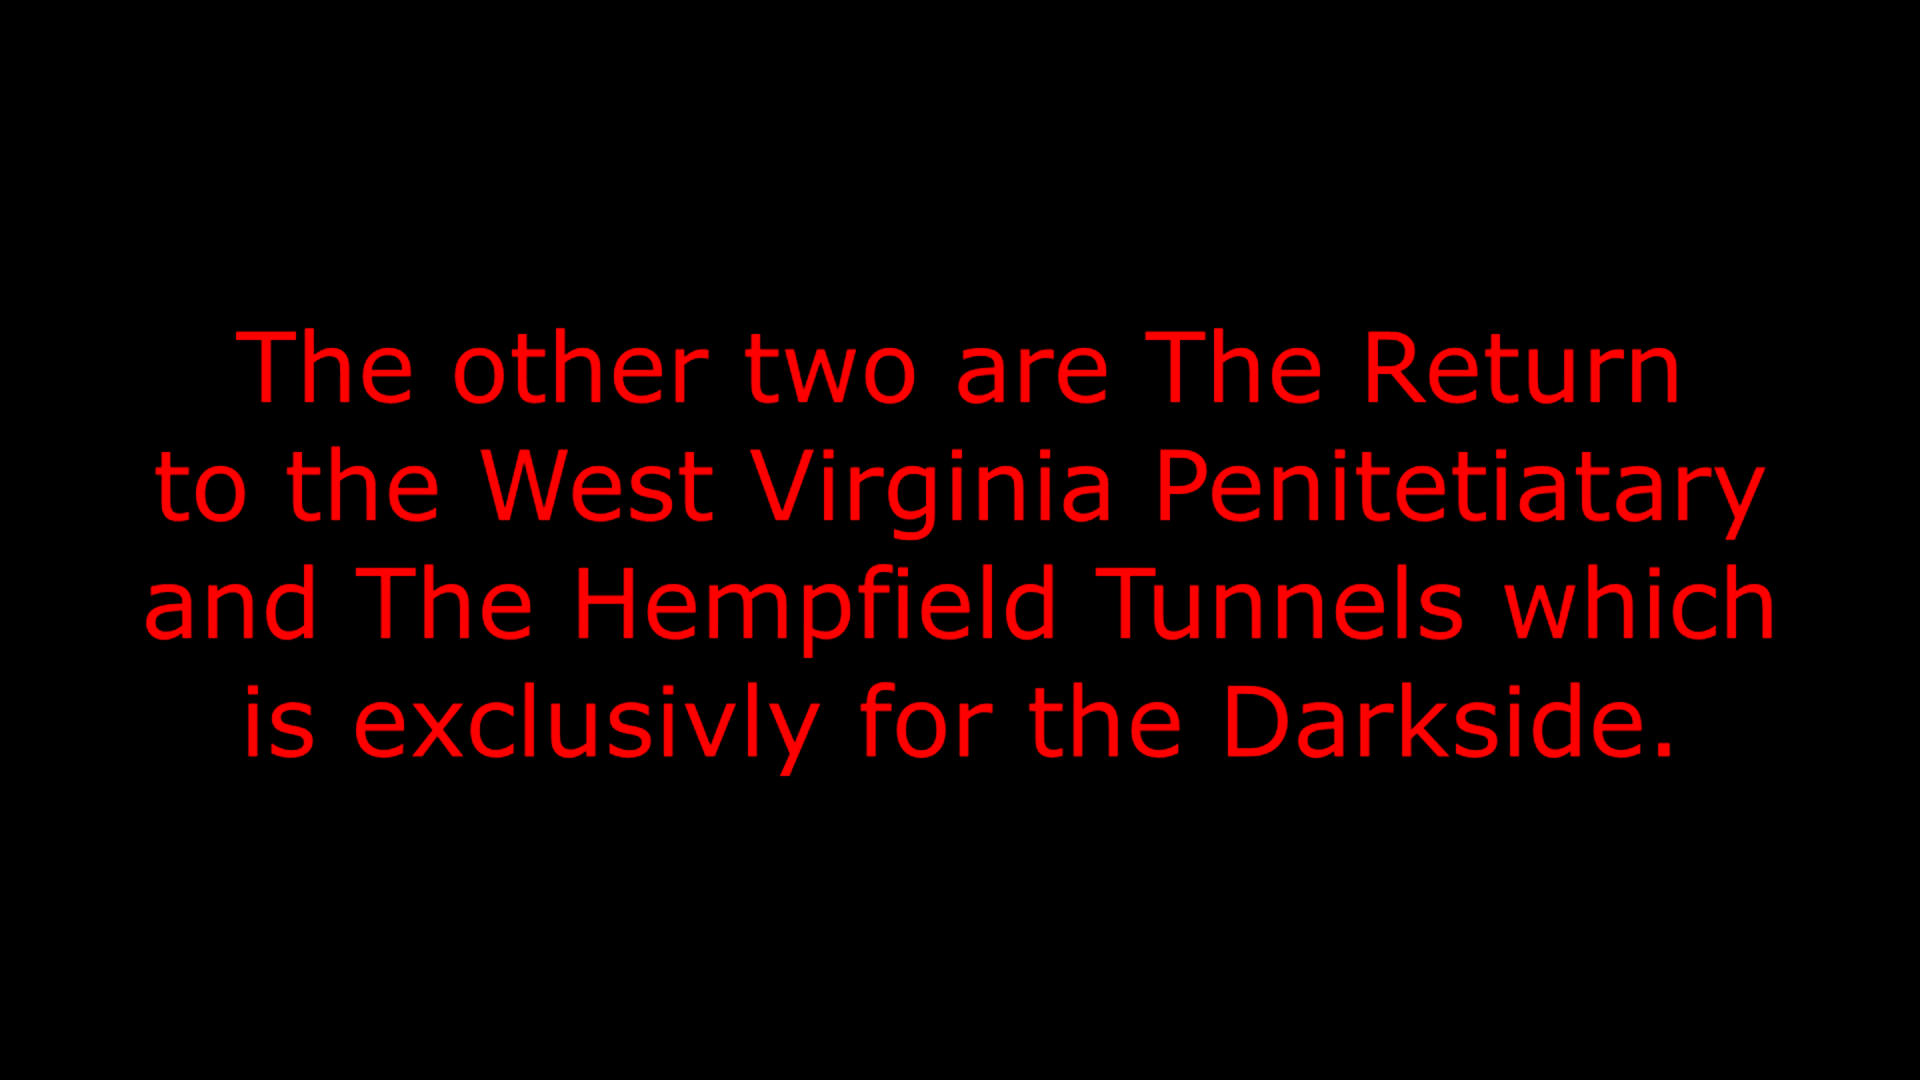 The other two are The Return
to the West Virginia Penitetiatary
and The Hempfield Tunnels which
is exclusivly for the Darkside.